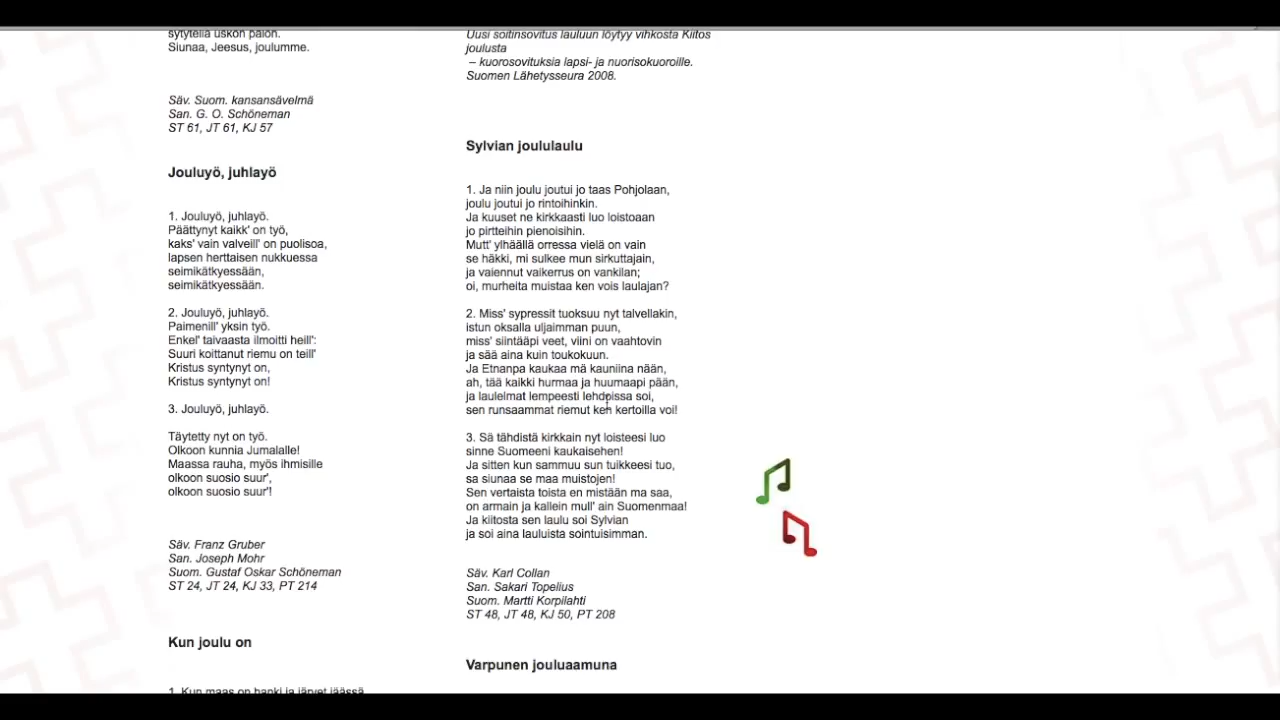 sytytellä uskon palon.
Siunaa, Jeesus, joulumme.
Säv. Suom. kansansävelmä
San. G. O. Schöneman
ST 61, JT 61, KJ 57
Jouluyö, juhlayö
1. Jouluyö, juhlayö.
Päättynyt kaikk' on työ,
kaks' vain valveill' on puolisoa,
lapsen herttaisen nukkuessa
seimikätkyessään,
seimikätkyessään.
2. Jouluyö, juhlayö.
Paimenill' yksin työ.
Enkel' taivaasta ilmoitti heill':
Suuri koittanut riemu on teill'
Kristus syntynyt on,
Kristus syntynyt on!
3. Jouluyö, juhlayö.
Täytetty nyt on työ.
Olkoon kunnia Jumalalle!
Maassa rauha, myös ihmisille
olkoon suosio suur',
olkoon suosio suur'!
Säv. Franz Gruber
San. Joseph Mohr
Suom. Gustaf Oskar Schöneman
ST 24, JT 24, KJ 33, PT 214
Kun joulu on
1. Kun maas on hanki ja järvet jäässä
Uusi soitinsovitus lauluun löytyy vihkosta Kiitos
joulusta
– kuorosovituksia lapsi- ja nuorisokuoroille.
Suomen Lähetysseura 2008.
Sylvian joululaulu
1. Ja niin joulu joutui jo taas Pohjolaan,
joulu joutui jo rintoihinkin.
Ja kuuset ne kirkkaasti luo loistoaan
jo pirtteihin pienoisihin.
Mutt' ylhäällä orressa vielä on vain
se häkki, mi sulkee mun sirkuttajain,
ja vaiennut vaikerrus on vankilan;
oi, murheita muistaa ken vois laulajan?
2. Miss' sypressit tuoksuu nyt talvellakin,
istun oksalla uljaimman puun,
miss' siintääpi veet, viini on vaahtovin
ja sää aina kuin toukokuun.
Ja Etnanpa kaukaa mä kauniina nään,
ah, tää kaikki hurmaa ja huumaapi pään,
ja laulelmat lempeesti lehdoissa soi,
sen runsaammat riemut ken kertoilla voi!
3. Sä tähdistä kirkkain nyt loisteesi luo
sinne Suomeeni kaukaisehen!
Ja sitten kun sammuu sun tuikkeesi tuo,
sa siunaa se maa muistojen!
Sen vertaista toista en mistään ma saa,
on armain ja kallein mull' ain Suomenmaa!
Ja kiitosta sen laulu soi Sylvian
ja soi aina lauluista sointuisimman.
Säv. Karl Collan
San. Sakari Topelius
Suom. Martti Korpilahti
ST 48, JT 48, KJ 50, PT 208
Varpunen jouluaamuna